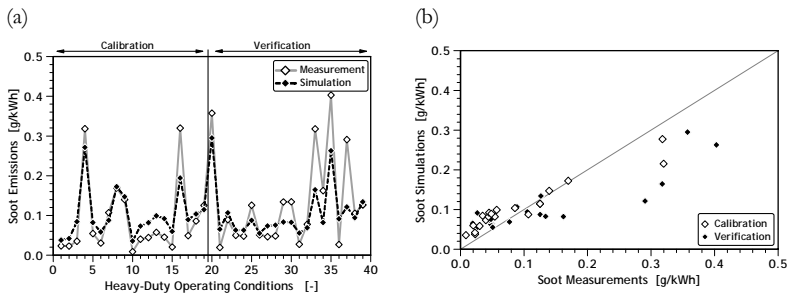 (a)
(b)
Calibration
Verification
0.5
0.4
0.3
0.2
0.1
0.0
Soot Emissions [g/kWh]
Measurement
Simulation
0
5
10
15
20
25
30
35
40
Heavy-Duty Operating Conditions [-]
0.5
0.4
0.3
0.2
0.1
0.0
Soot Simulations [g/kWh]
Calibration
Verification
0.0
0.1
0.2
0.3
0.4
0.5
Soot Measurements [g/kWh]